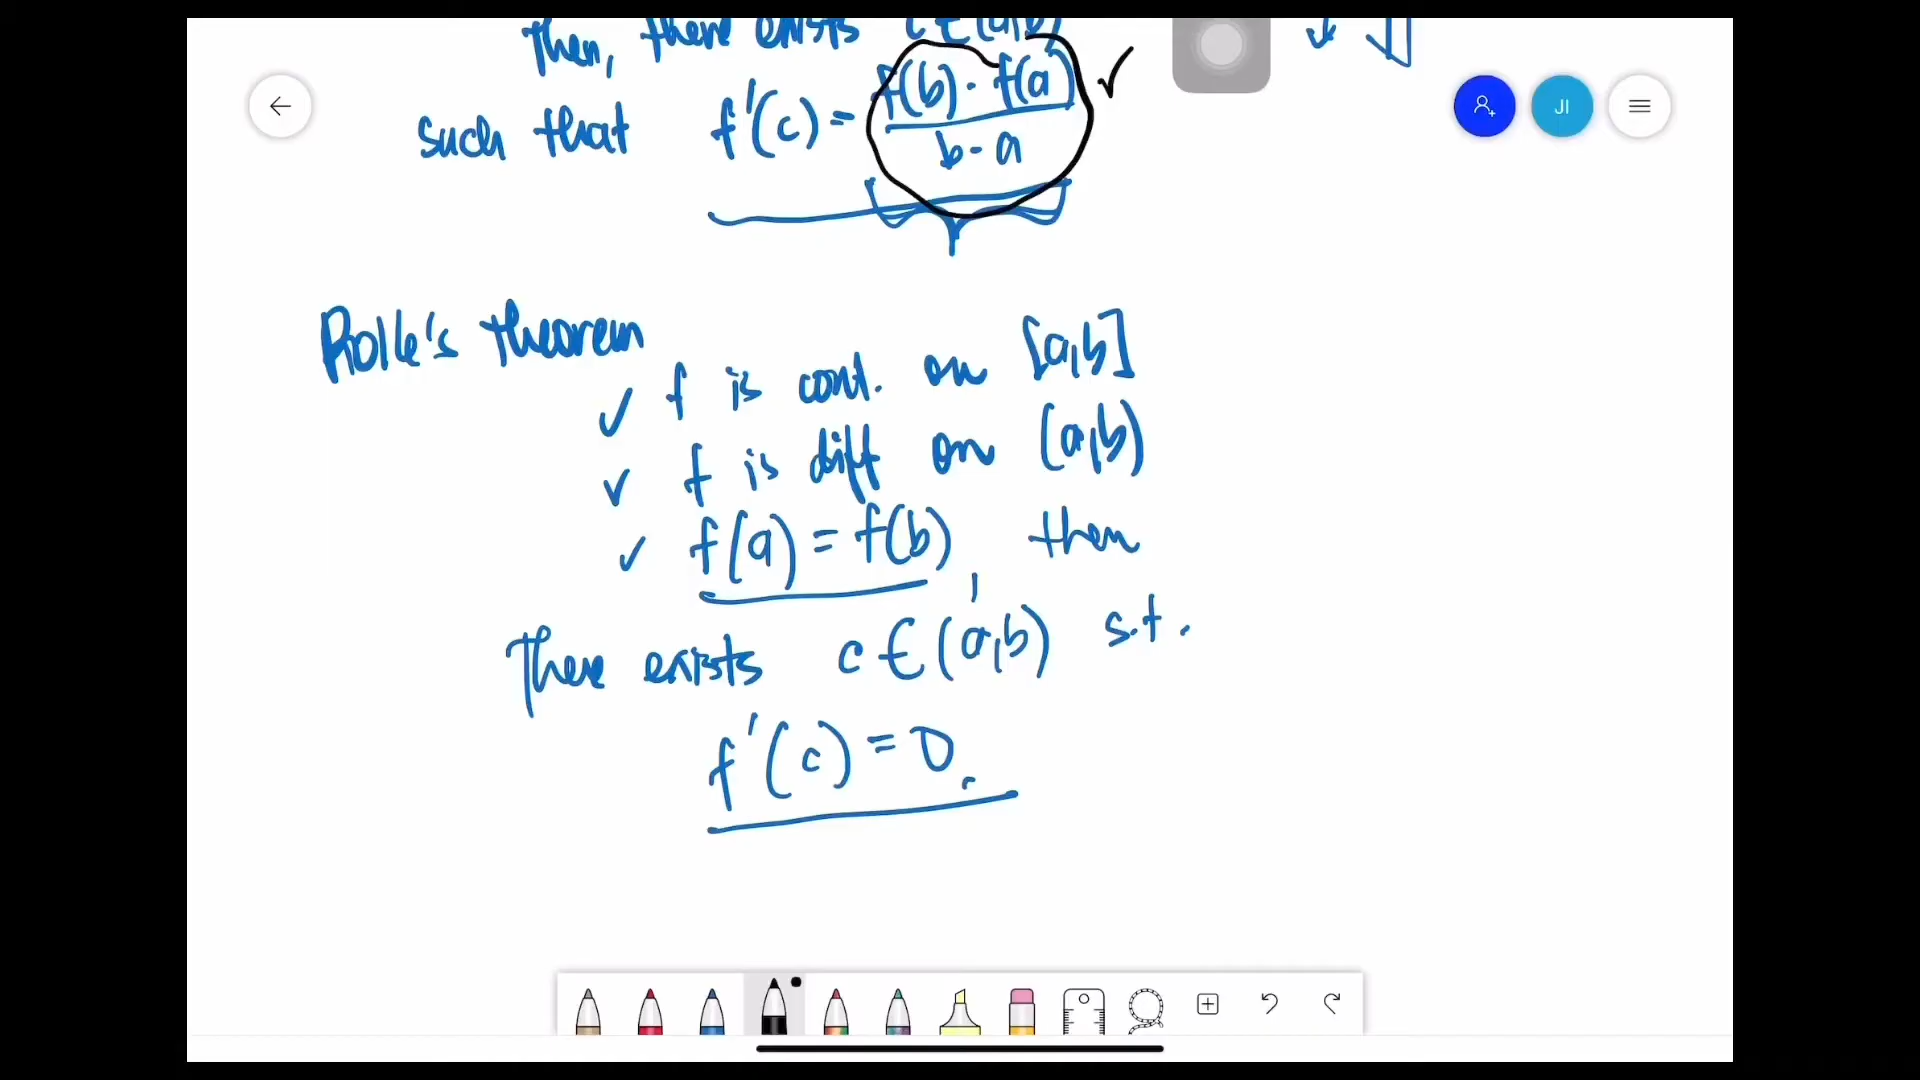 Then, there exists c ∈ (a,b)
such that f'(c) = f(b) - f(a) / b - a ✓
JI
Rolle's theorem
✓ f is cont. on [a,b]
✓ f is diff on (a,b)
✓ f(a) = f(b), then
There exists c ∈ (a,b) s.t.
f'(c) = 0.